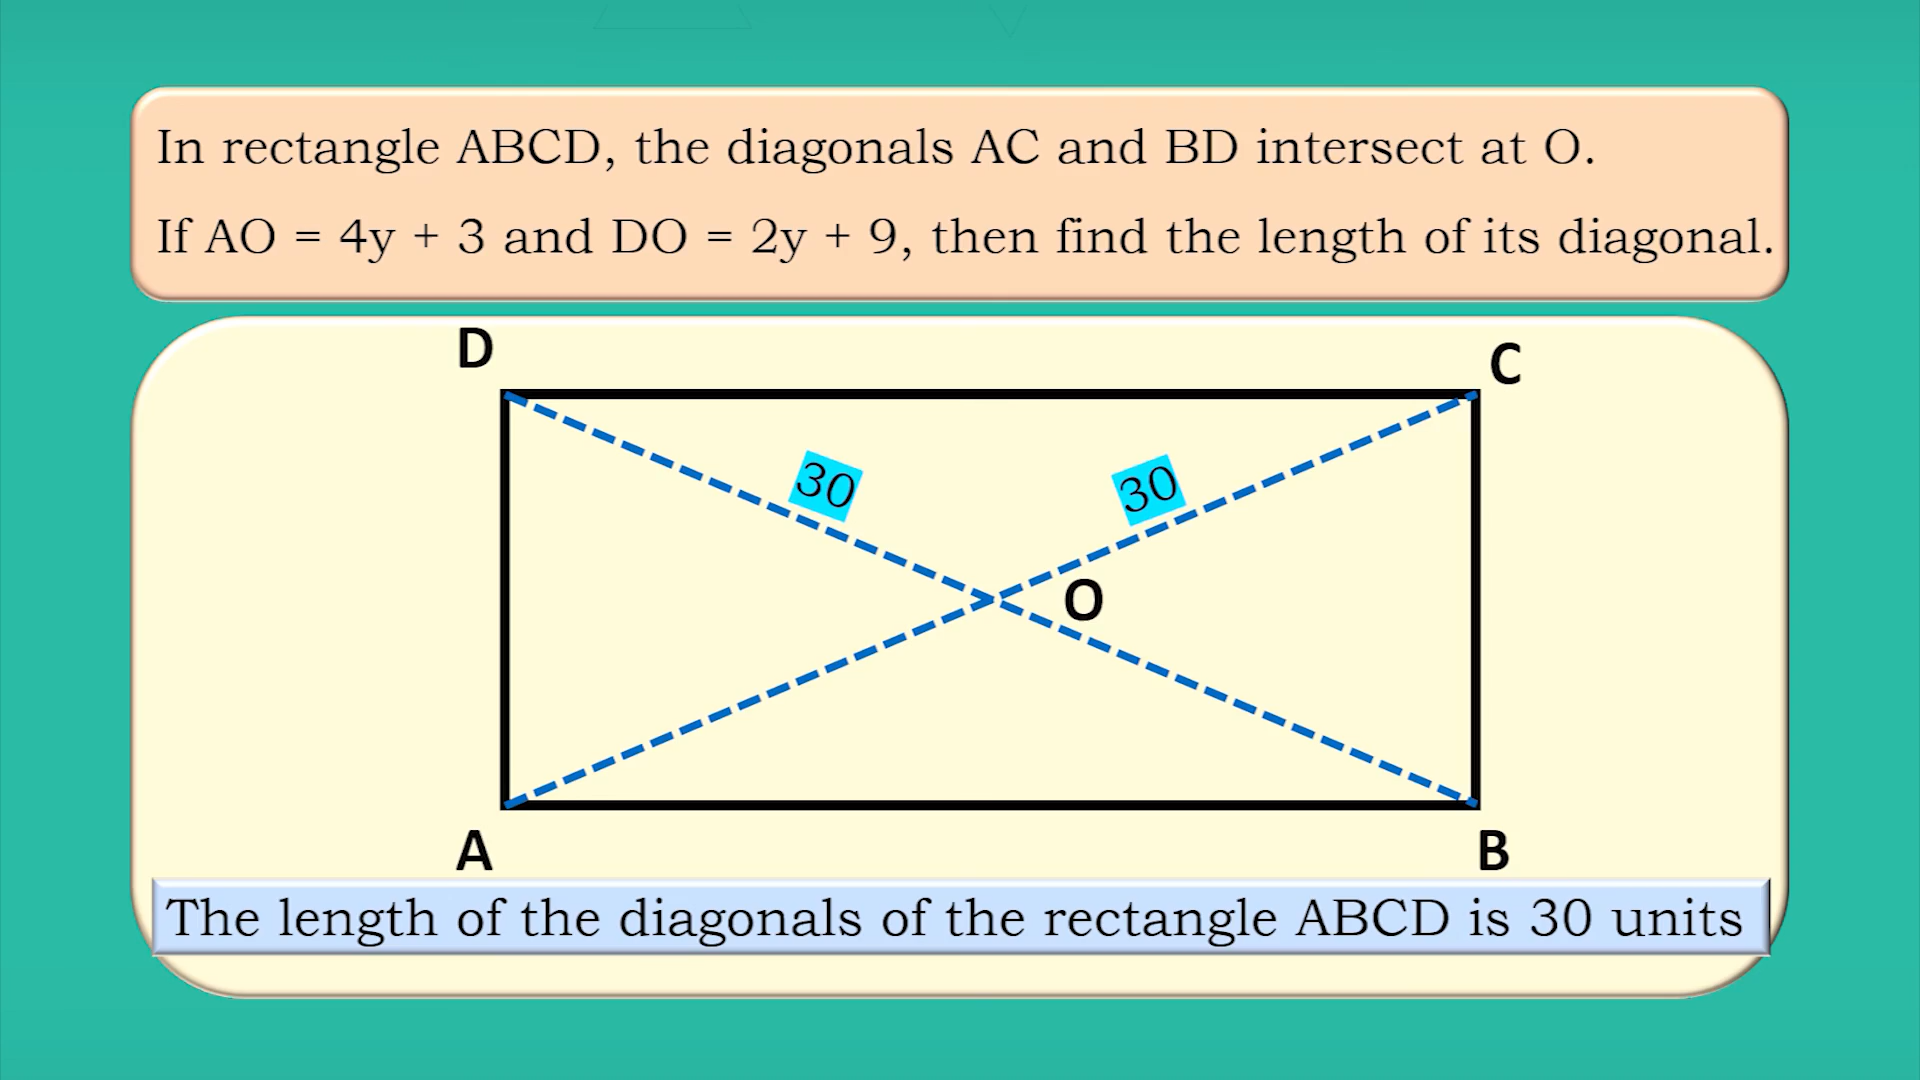 In rectangle ABCD, the diagonals AC and BD intersect at O.
If AO = 4y + 3 and DO = 2y + 9, then find the length of its diagonal.
D
C
30
30
O
A
B
The length of the diagonals of the rectangle ABCD is 30 units